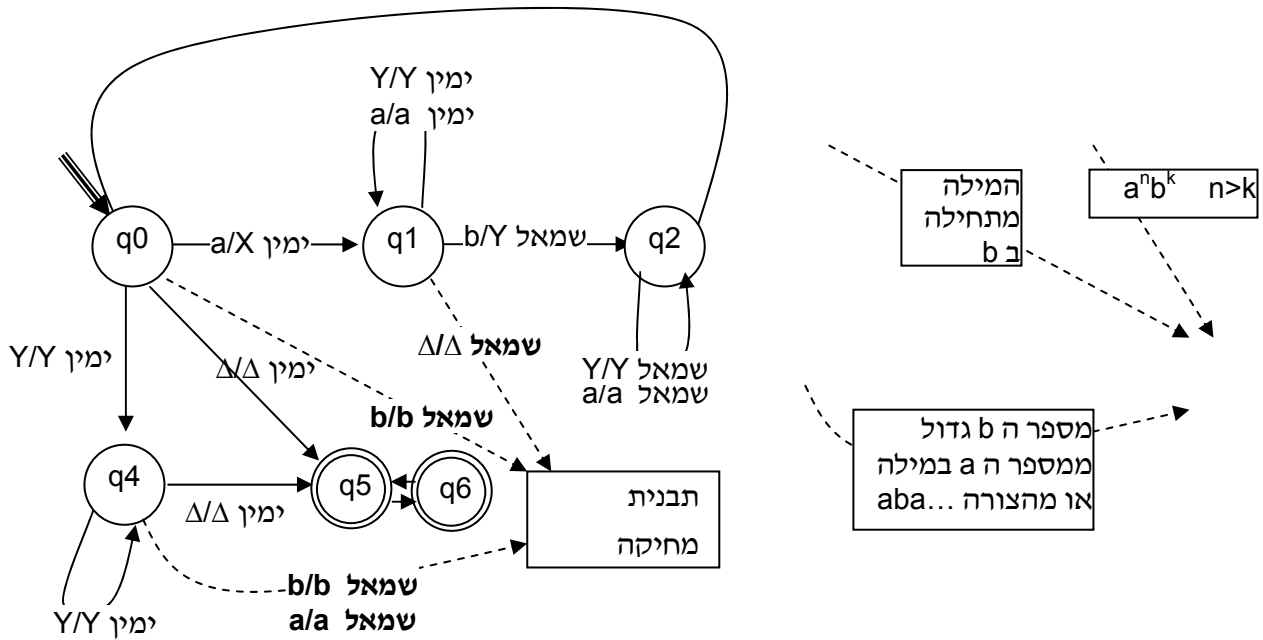 Y/Y ימין
a/a ימין
q0
a/X ימין
q1
b/Y שמאל
q2
המילה
מתחילה
ב b
aⁿbᵏ n>k
Y/Y ימין
Δ/Δ ימין
Δ/Δ שמאל
b/b שמאל
Y/Y שמאל
a/a שמאל
q4
Δ/Δ ימין
q5
q6
תבנית
מחיקה
מספר ה b גדול
ממספר ה a במילה
או מהצורה ...aba
b/b שמאל
a/a שמאל
Y/Y ימין